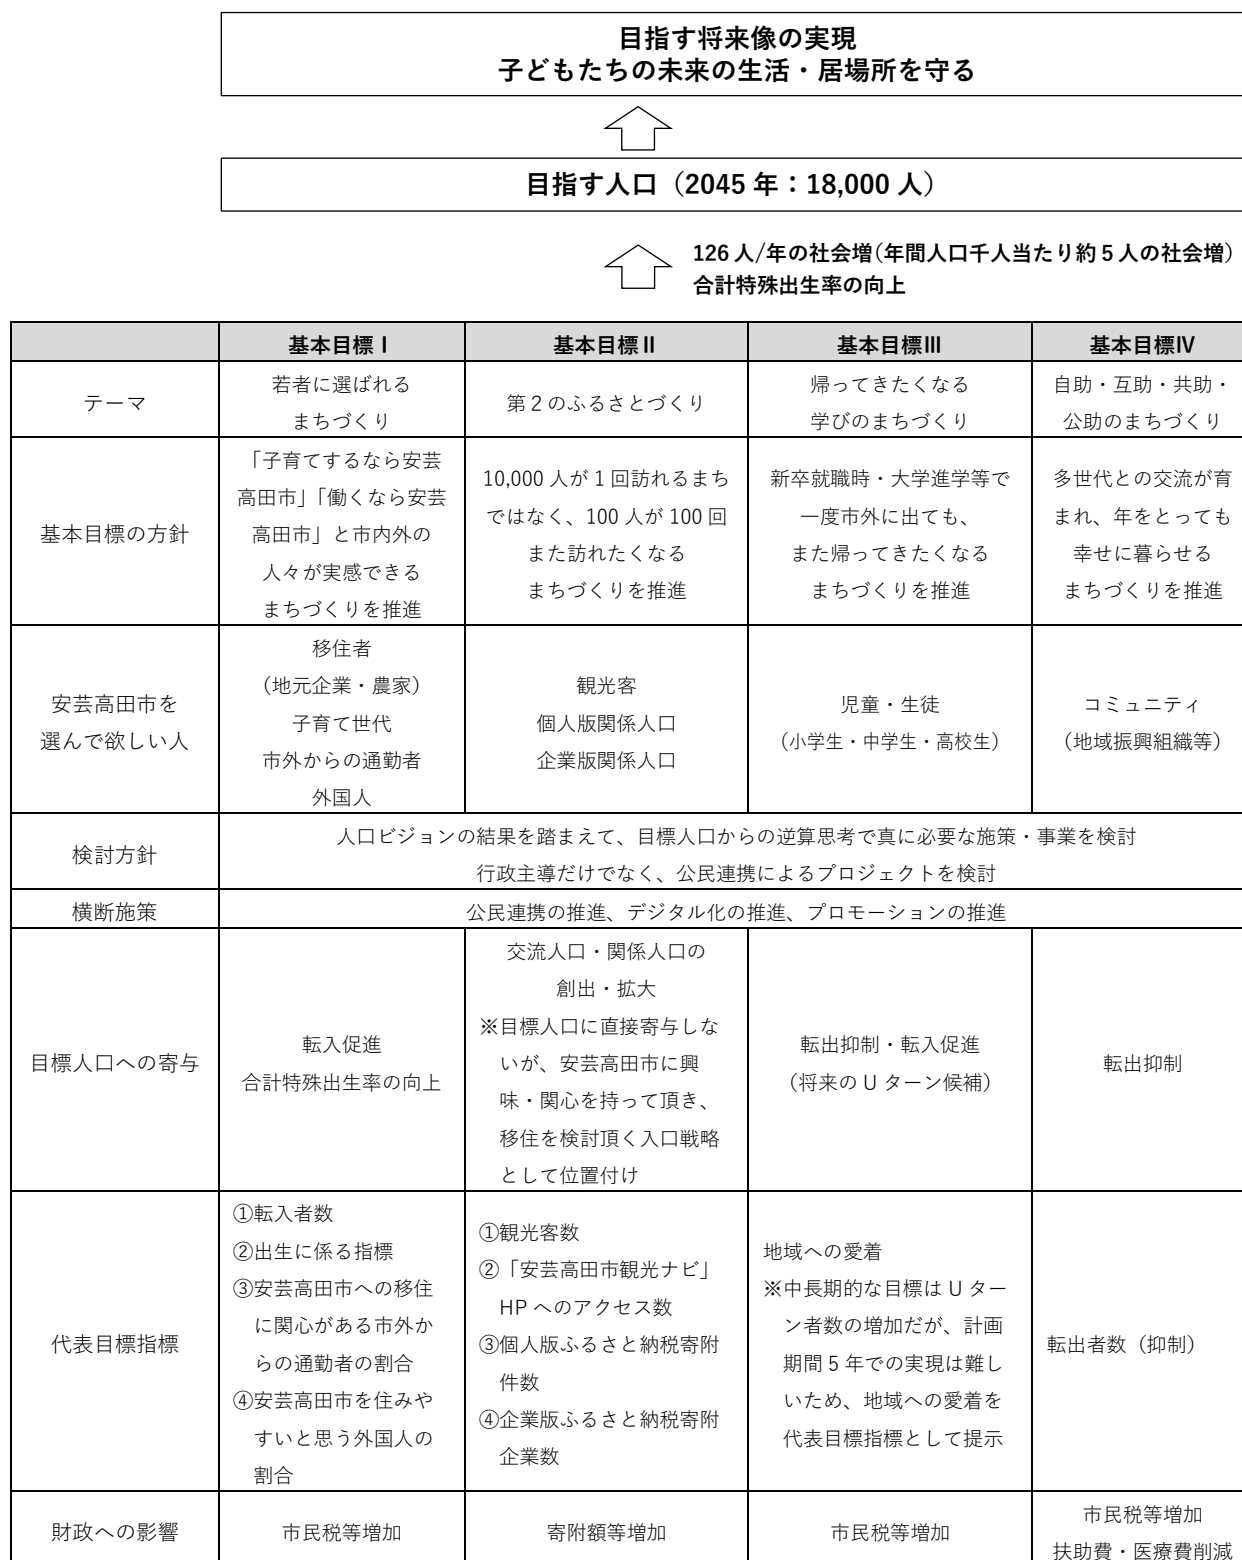 目指す将来像の実現
子どもたちの未来の生活・居場所を守る
目指す人口（2045 年：18,000 人）
126 人/年の社会増（年間人口千人当たり約 5 人の社会増）
合計特殊出生率の向上
基本目標Ⅰ
基本目標Ⅱ
基本目標Ⅲ
基本目標Ⅳ
テーマ
若者に選ばれる
まちづくり
第２のふるさとづくり
帰ってきたくなる
学びのまちづくり
自助・互助・共助・
公助のまちづくり
基本目標の方針
「子育てするなら安芸
高田市」「働くなら安芸
高田市」と市内外の
人々が実感できる
まちづくりを推進
10,000 人が 1 回訪れるまち
ではなく、100 人が 100 回
また訪れたくなる
まちづくりを推進
新卒就職時・大学進学等で
一度市外に出ても、
また帰ってきたくなる
まちづくりを推進
多世代との交流が育
まれ、年をとっても
幸せに暮らせる
まちづくりを推進
安芸高田市を
選んで欲しい人
移住者
（地元企業・農家）
子育て世代
市外からの通勤者
外国人
観光客
個人版関係人口
企業版関係人口
児童・生徒
（小学生・中学生・高校生）
コミュニティ
（地域振興組織等）
検討方針
人口ビジョンの結果を踏まえて、目標人口からの逆算思考で真に必要な施策・事業を検討
行政主導だけでなく、公民連携によるプロジェクトを検討
横断施策
公民連携の推進、デジタル化の推進、プロモーションの推進
目標人口への寄与
転入促進
合計特殊出生率の向上
交流人口・関係人口の
創出・拡大
※目標人口に直接寄与しな
いが、安芸高田市に興
味・関心を持って頂き、
移住を検討頂く入口戦略
として位置付け
転出抑制・転入促進
（将来の U ターン候補）
転出抑制
代表目標指標
①転入者数
②出生に係る指標
③安芸高田市への移住
に関心がある市外か
らの通勤者の割合
④安芸高田市を住みや
すいと思う外国人の
割合
①観光客数
②「安芸高田市観光ナビ」
HP へのアクセス数
③個人版ふるさと納税寄附
件数
④企業版ふるさと納税寄附
企業数
地域への愛着
※中長期的な目標は U ター
ン者数の増加だが、計画
期間 5 年での実現は難し
いため、地域への愛着を
代表目標指標として提示
転出者数（抑制）
財政への影響
市民税等増加
寄附額等増加
市民税等増加
市民税等増加
扶助費・医療費削減